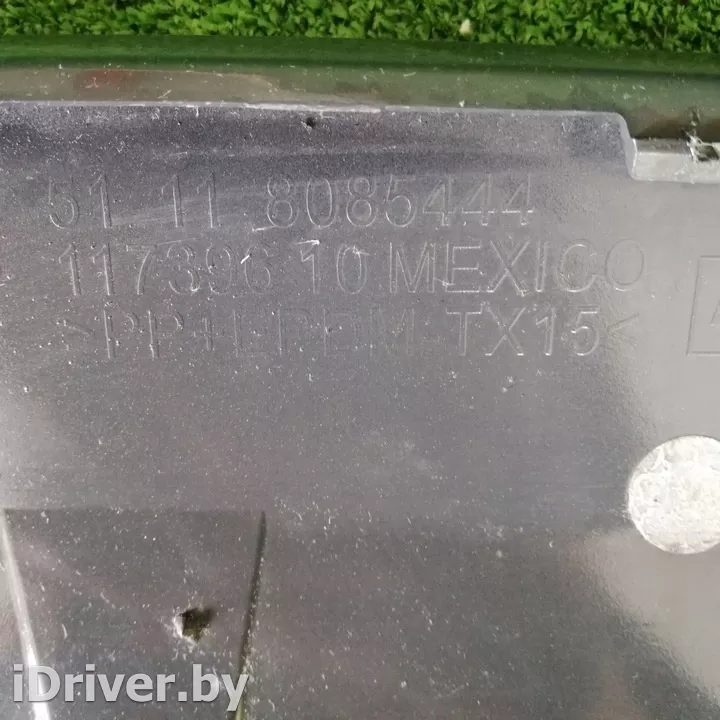 51 11 8085444
117396 10 MEXICO
>PP+EPDM-TX15<
iDriver.by